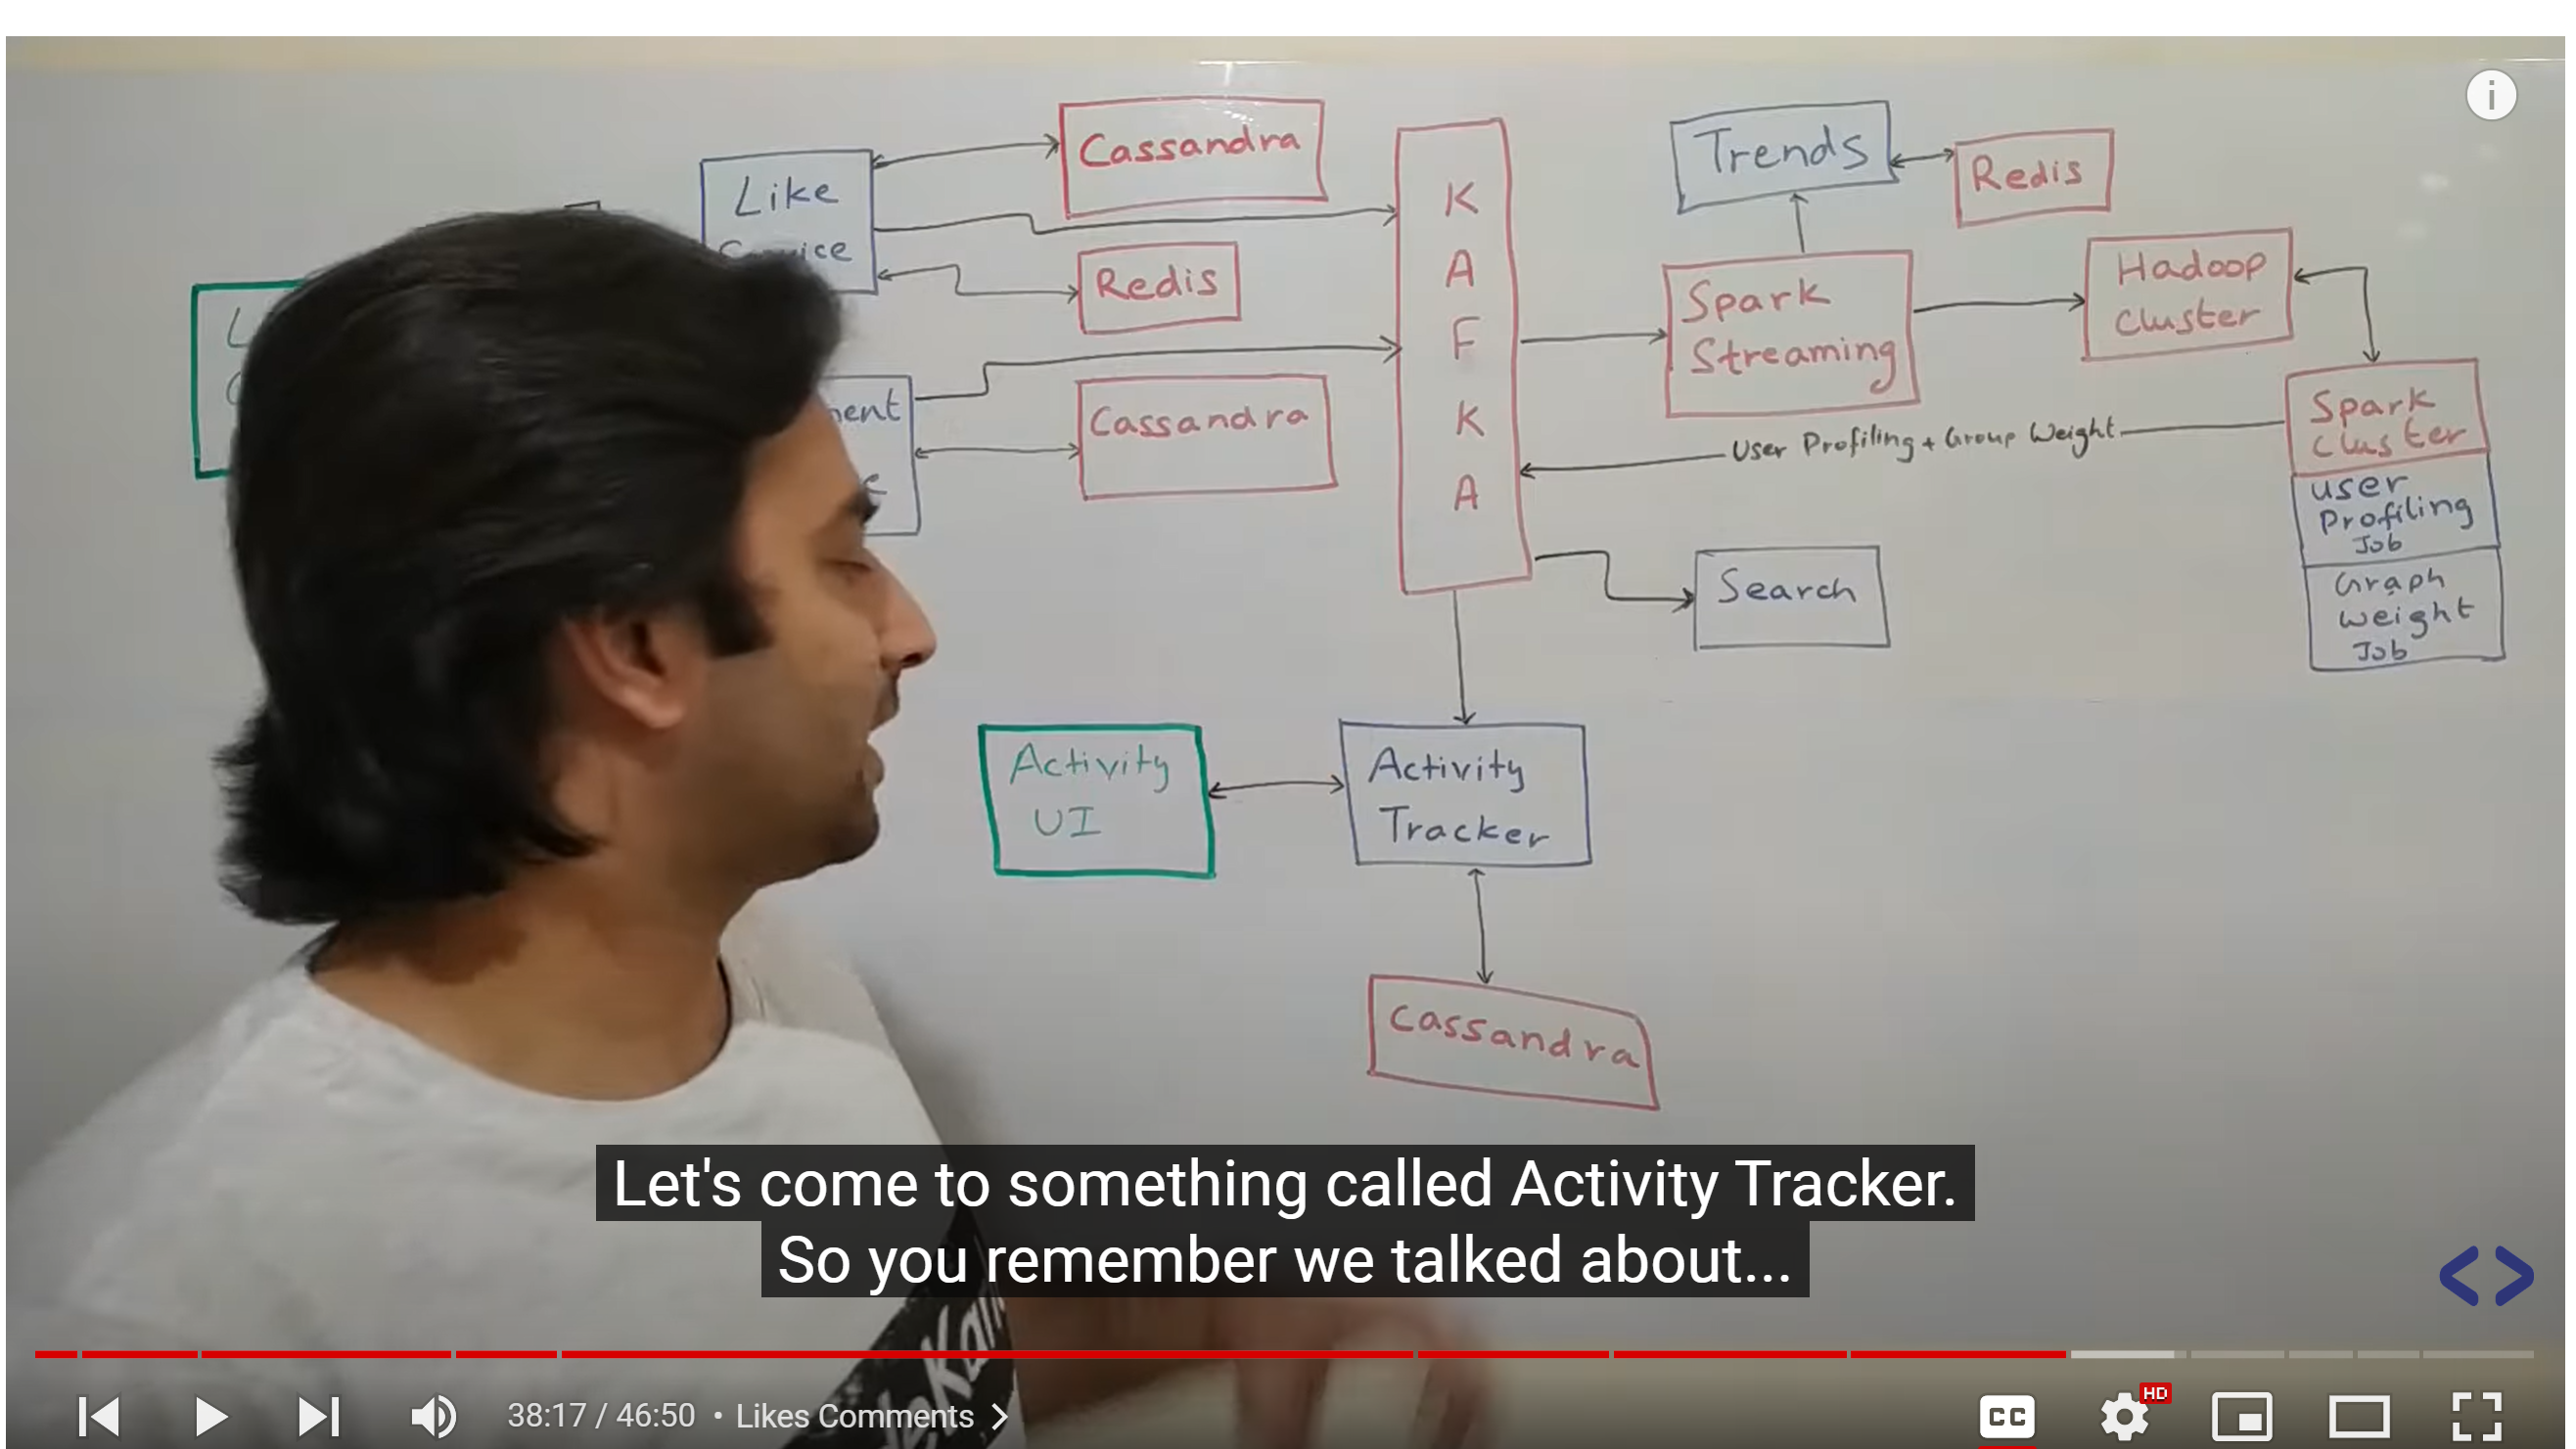 Cassandra
Like
Service
Redis
Cassandra
K
A
F
K
A
Trends
Redis
Spark
Streaming
Hadoop
Cluster
Spark
Cluster
User Profiling + Group Weight
User
Profiling
Job
Graph
Weight
Job
Search
Activity
UI
Activity
Tracker
Cassandra
Let's come to something called Activity Tracker.
So you remember we talked about...
38:17 / 46:50 • Likes Comments
CC
HD